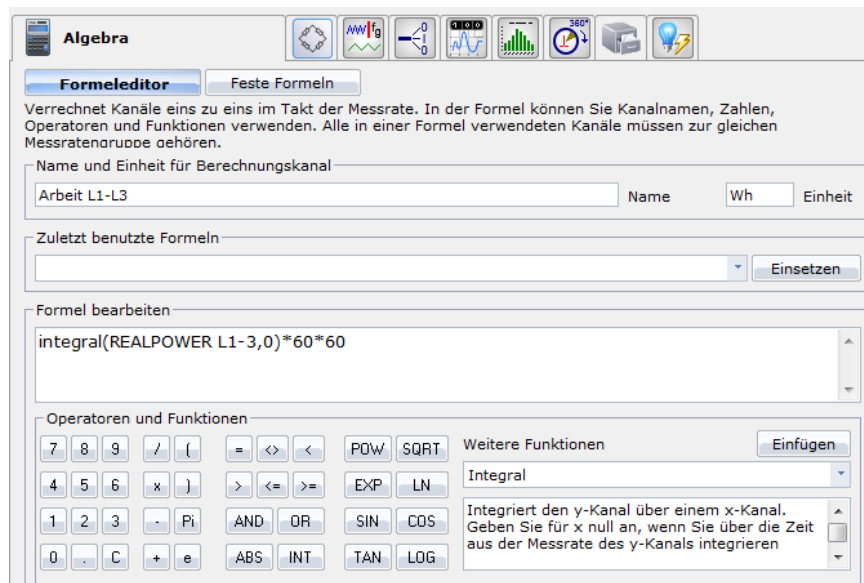 Algebra
Formeleditor
Feste Formeln
Verrechnet Kanäle eins zu eins im Takt der Messrate. In der Formel können Sie Kanalnamen, Zahlen,
Operatoren und Funktionen verwenden. Alle in einer Formel verwendeten Kanäle müssen zur gleichen
Messratengruppe gehören.
Name und Einheit für Berechnungskanal
Arbeit L1-L3 Name Wh Einheit
Zuletzt benutzte Formeln
Einsetzen
Formel bearbeiten
integral(REALPOWER L1-3,0)*60*60
Operatoren und Funktionen
7 8 9 / ( = <> < POW SQRT
4 5 6 x ) > <= >= EXP LN
1 2 3 - Pi AND OR SIN COS
0 . C + e ABS INT TAN LOG
Weitere Funktionen Einfügen
Integral
Integriert den y-Kanal über einem x-Kanal.
Geben Sie für x null an, wenn Sie über die Zeit
aus der Messrate des y-Kanals integrieren